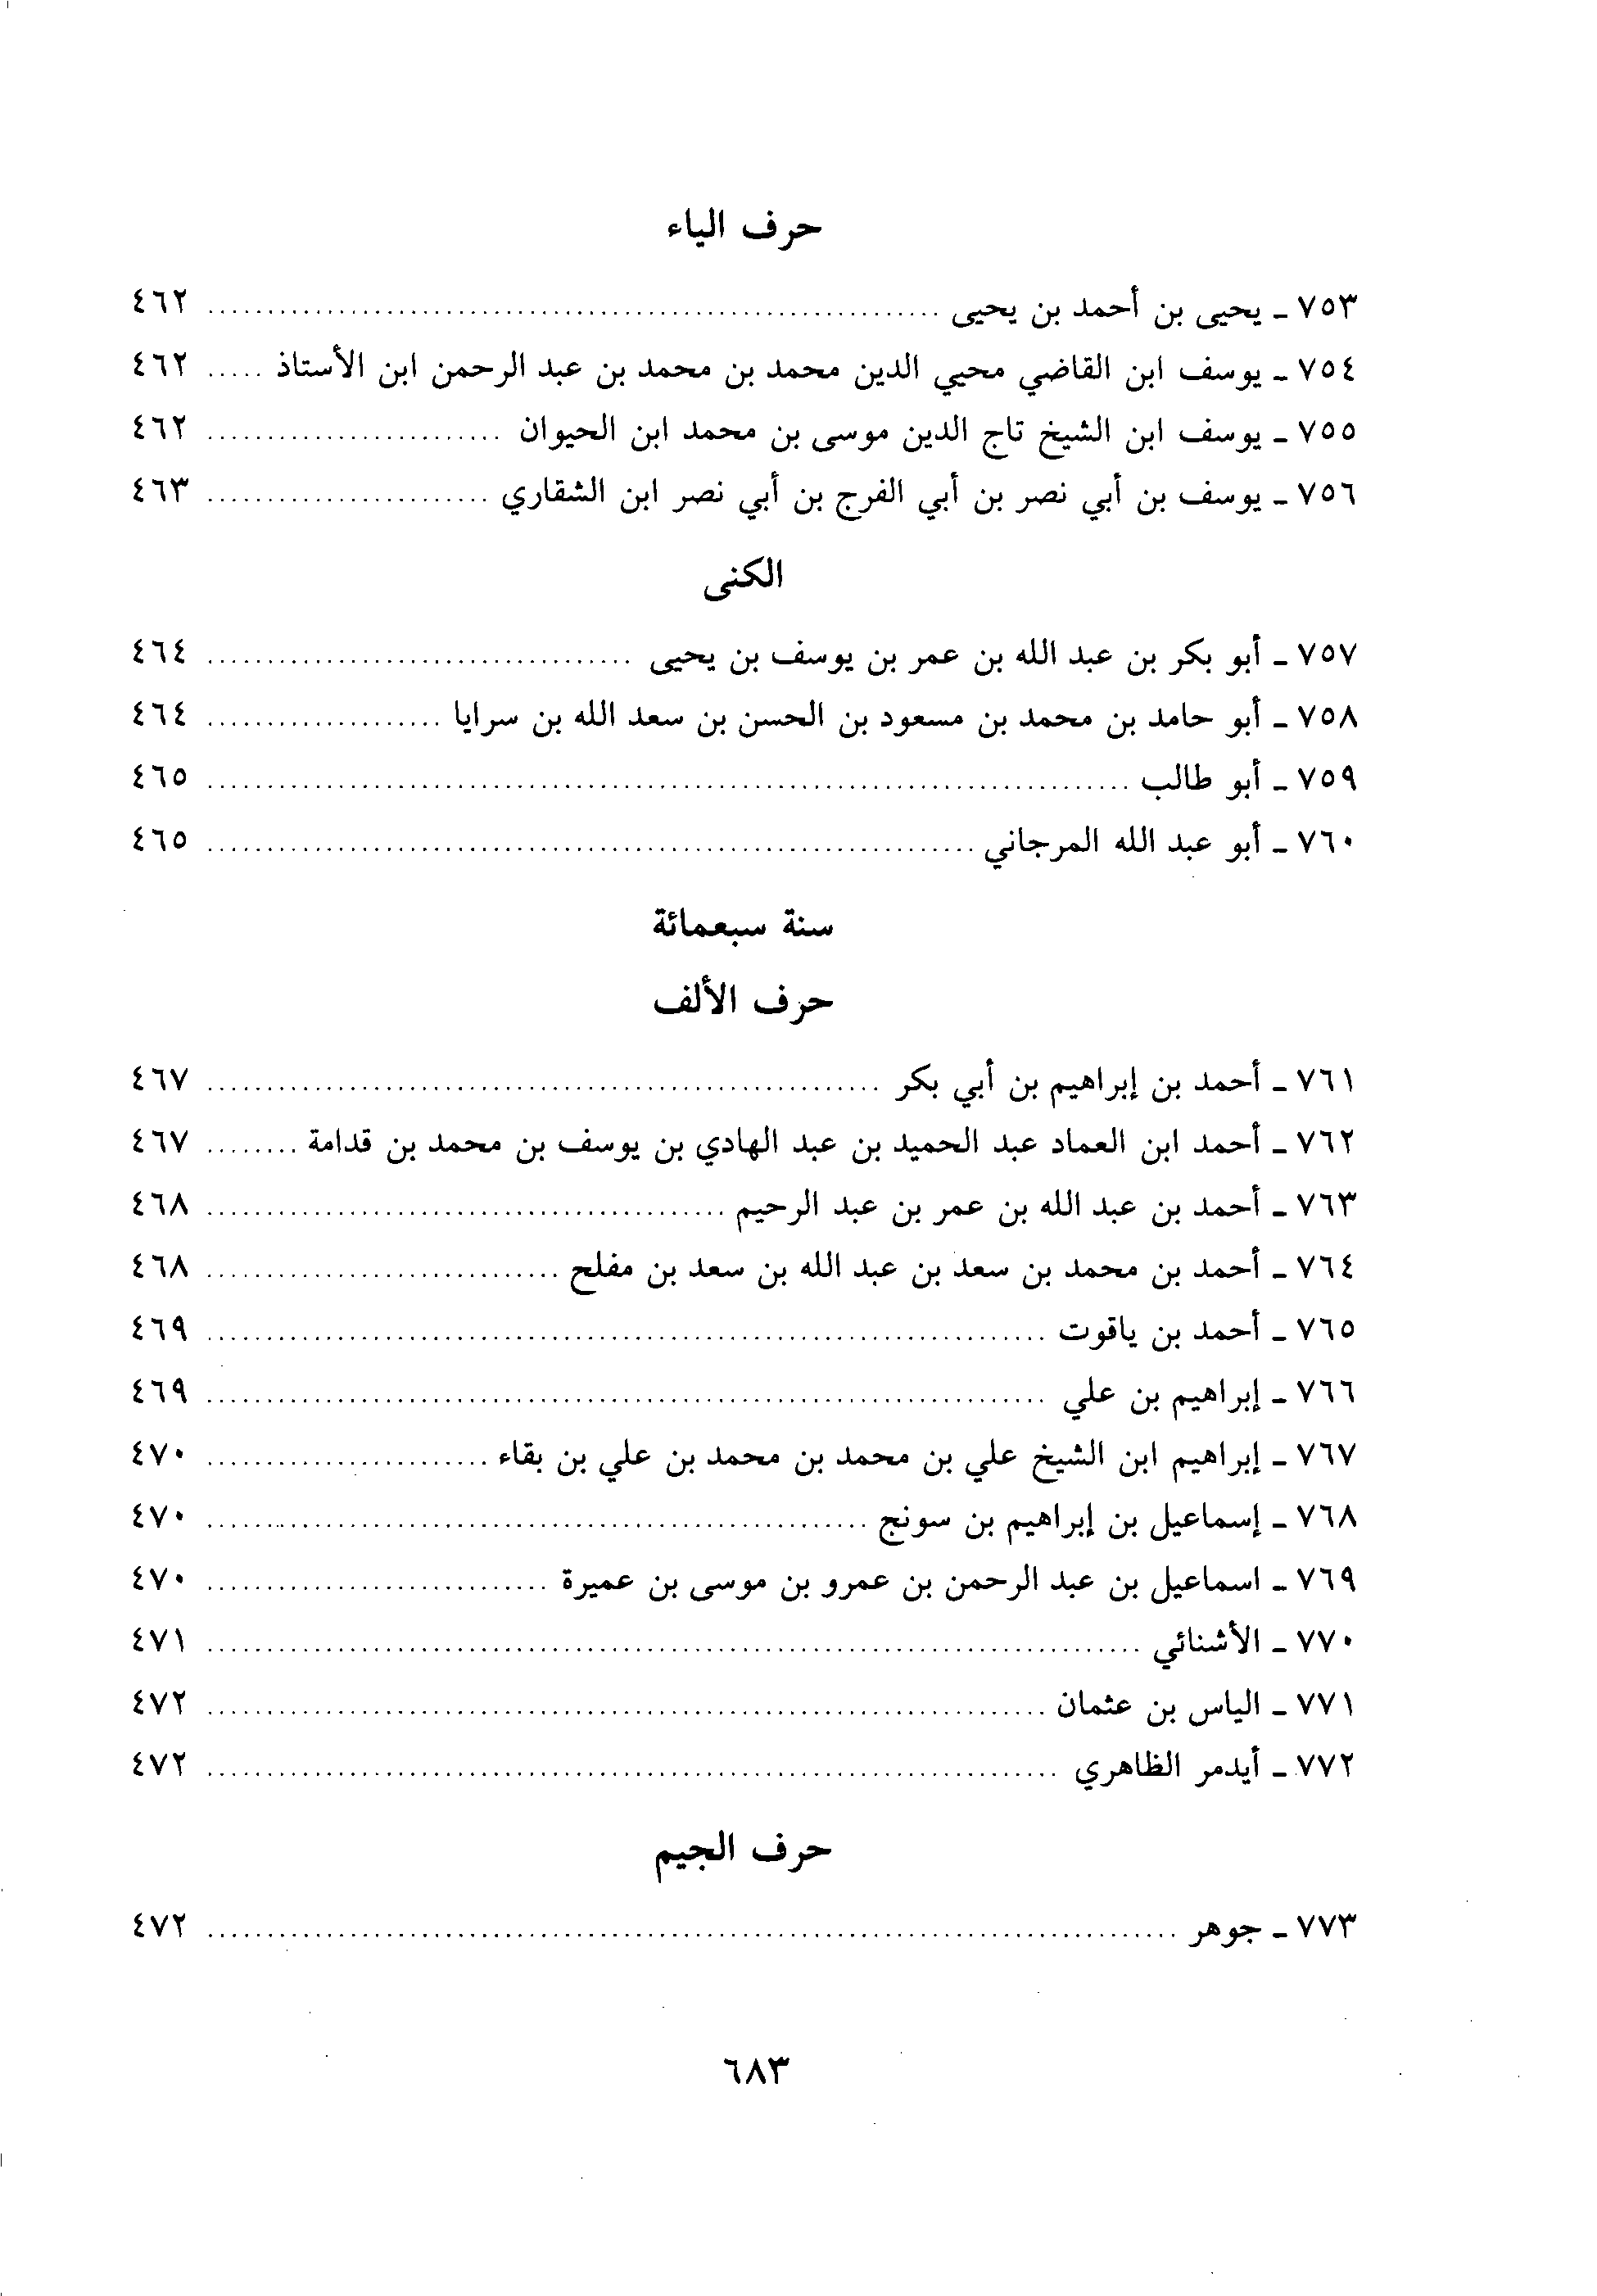 حرف الياء
٧٥٣ ـ يحيى بن أحمد بن يحيى ........................................ ٤٦٢
٧٥٤ ـ يوسف ابن القاضي محيي الدين محمد بن محمد بن عبد الرحمن ابن الأستاذ ..... ٤٦٢
٧٥٥ ـ يوسف ابن الشيخ تاج الدين موسى بن محمد ابن الحيوان ......................... ٤٦٢
٧٥٦ ـ يوسف بن أبي نصر بن أبي الفرج بن أبي نصر ابن الشقاري ........................ ٤٦٣
الكنى
٧٥٧ ـ أبو بكر بن عبد الله بن عمر بن يوسف بن يحيى .................................... ٤٦٤
٧٥٨ ـ أبو حامد بن محمد بن مسعود بن الحسن بن سعد الله بن سرايا .................... ٤٦٤
٧٥٩ ـ أبو طالب ........................................ ٤٦٥
٧٦٠ ـ أبو عبد الله المرجاني ........................................ ٤٦٥
سنة سبعمائة
حرف الألف
٧٦١ ـ أحمد بن إبراهيم بن أبي بكر ........................................ ٤٦٧
٧٦٢ ـ أحمد ابن العماد عبد الحميد بن عبد الهادي بن يوسف بن محمد بن قدامة ........ ٤٦٧
٧٦٣ ـ أحمد بن عبد الله بن عمر بن عبد الرحيم ........................................ ٤٦٨
٧٦٤ ـ أحمد بن محمد بن سعد بن عبد الله بن سعد بن مفلح .............................. ٤٦٨
٧٦٥ ـ أحمد بن ياقوت ........................................ ٤٦٩
٧٦٦ ـ إبراهيم بن علي ........................................ ٤٦٩
٧٦٧ ـ إبراهيم ابن الشيخ علي بن محمد بن محمد بن علي بن بقاء ........................ ٤٧٠
٧٦٨ ـ إسماعيل بن إبراهيم بن سونج ........................................ ٤٧٠
٧٦٩ ـ اسماعيل بن عبد الرحمن بن عمرو بن موسى بن عميرة ............................. ٤٧٠
٧٧٠ ـ الأشنائي ........................................ ٤٧١
٧٧١ ـ الياس بن عثمان ........................................ ٤٧٢
٧٧٢ ـ أيدمر الظاهري ........................................ ٤٧٢
حرف الجيم
٧٧٣ ـ جوهر ........................................ ٤٧٢
٦٨٣